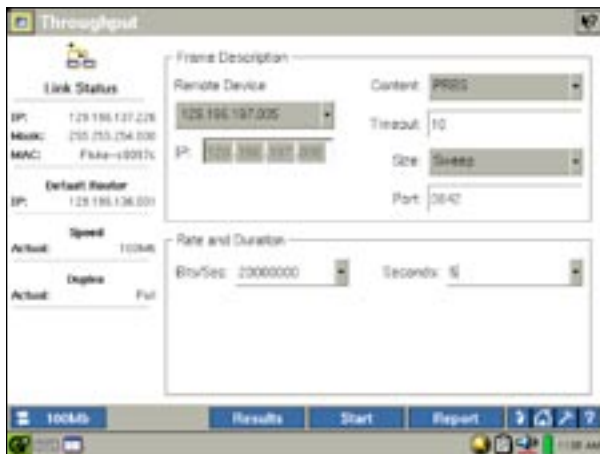 Throughput
Link Status
IP: 129.196.137.226
Mask: 255.255.254.000
MAC:
Default Router
IP: 129.196.136.001
Speed
Actual: 100Mb
Duplex
Actual: Full
Frame Description
Remote Device
129.196.197.005
IP:
Content: PRBS
Timeout: 10
Size: Sweep
Port: 3842
Rate and Duration
Bits/Sec: 20000000
Seconds: 5
100Mb
Results
Start
Report
?